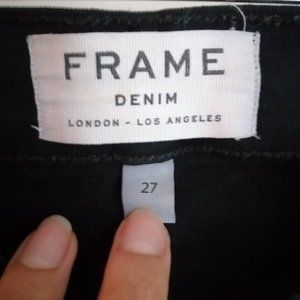 FRAME
DENIM
LONDON - LOS ANGELES
27